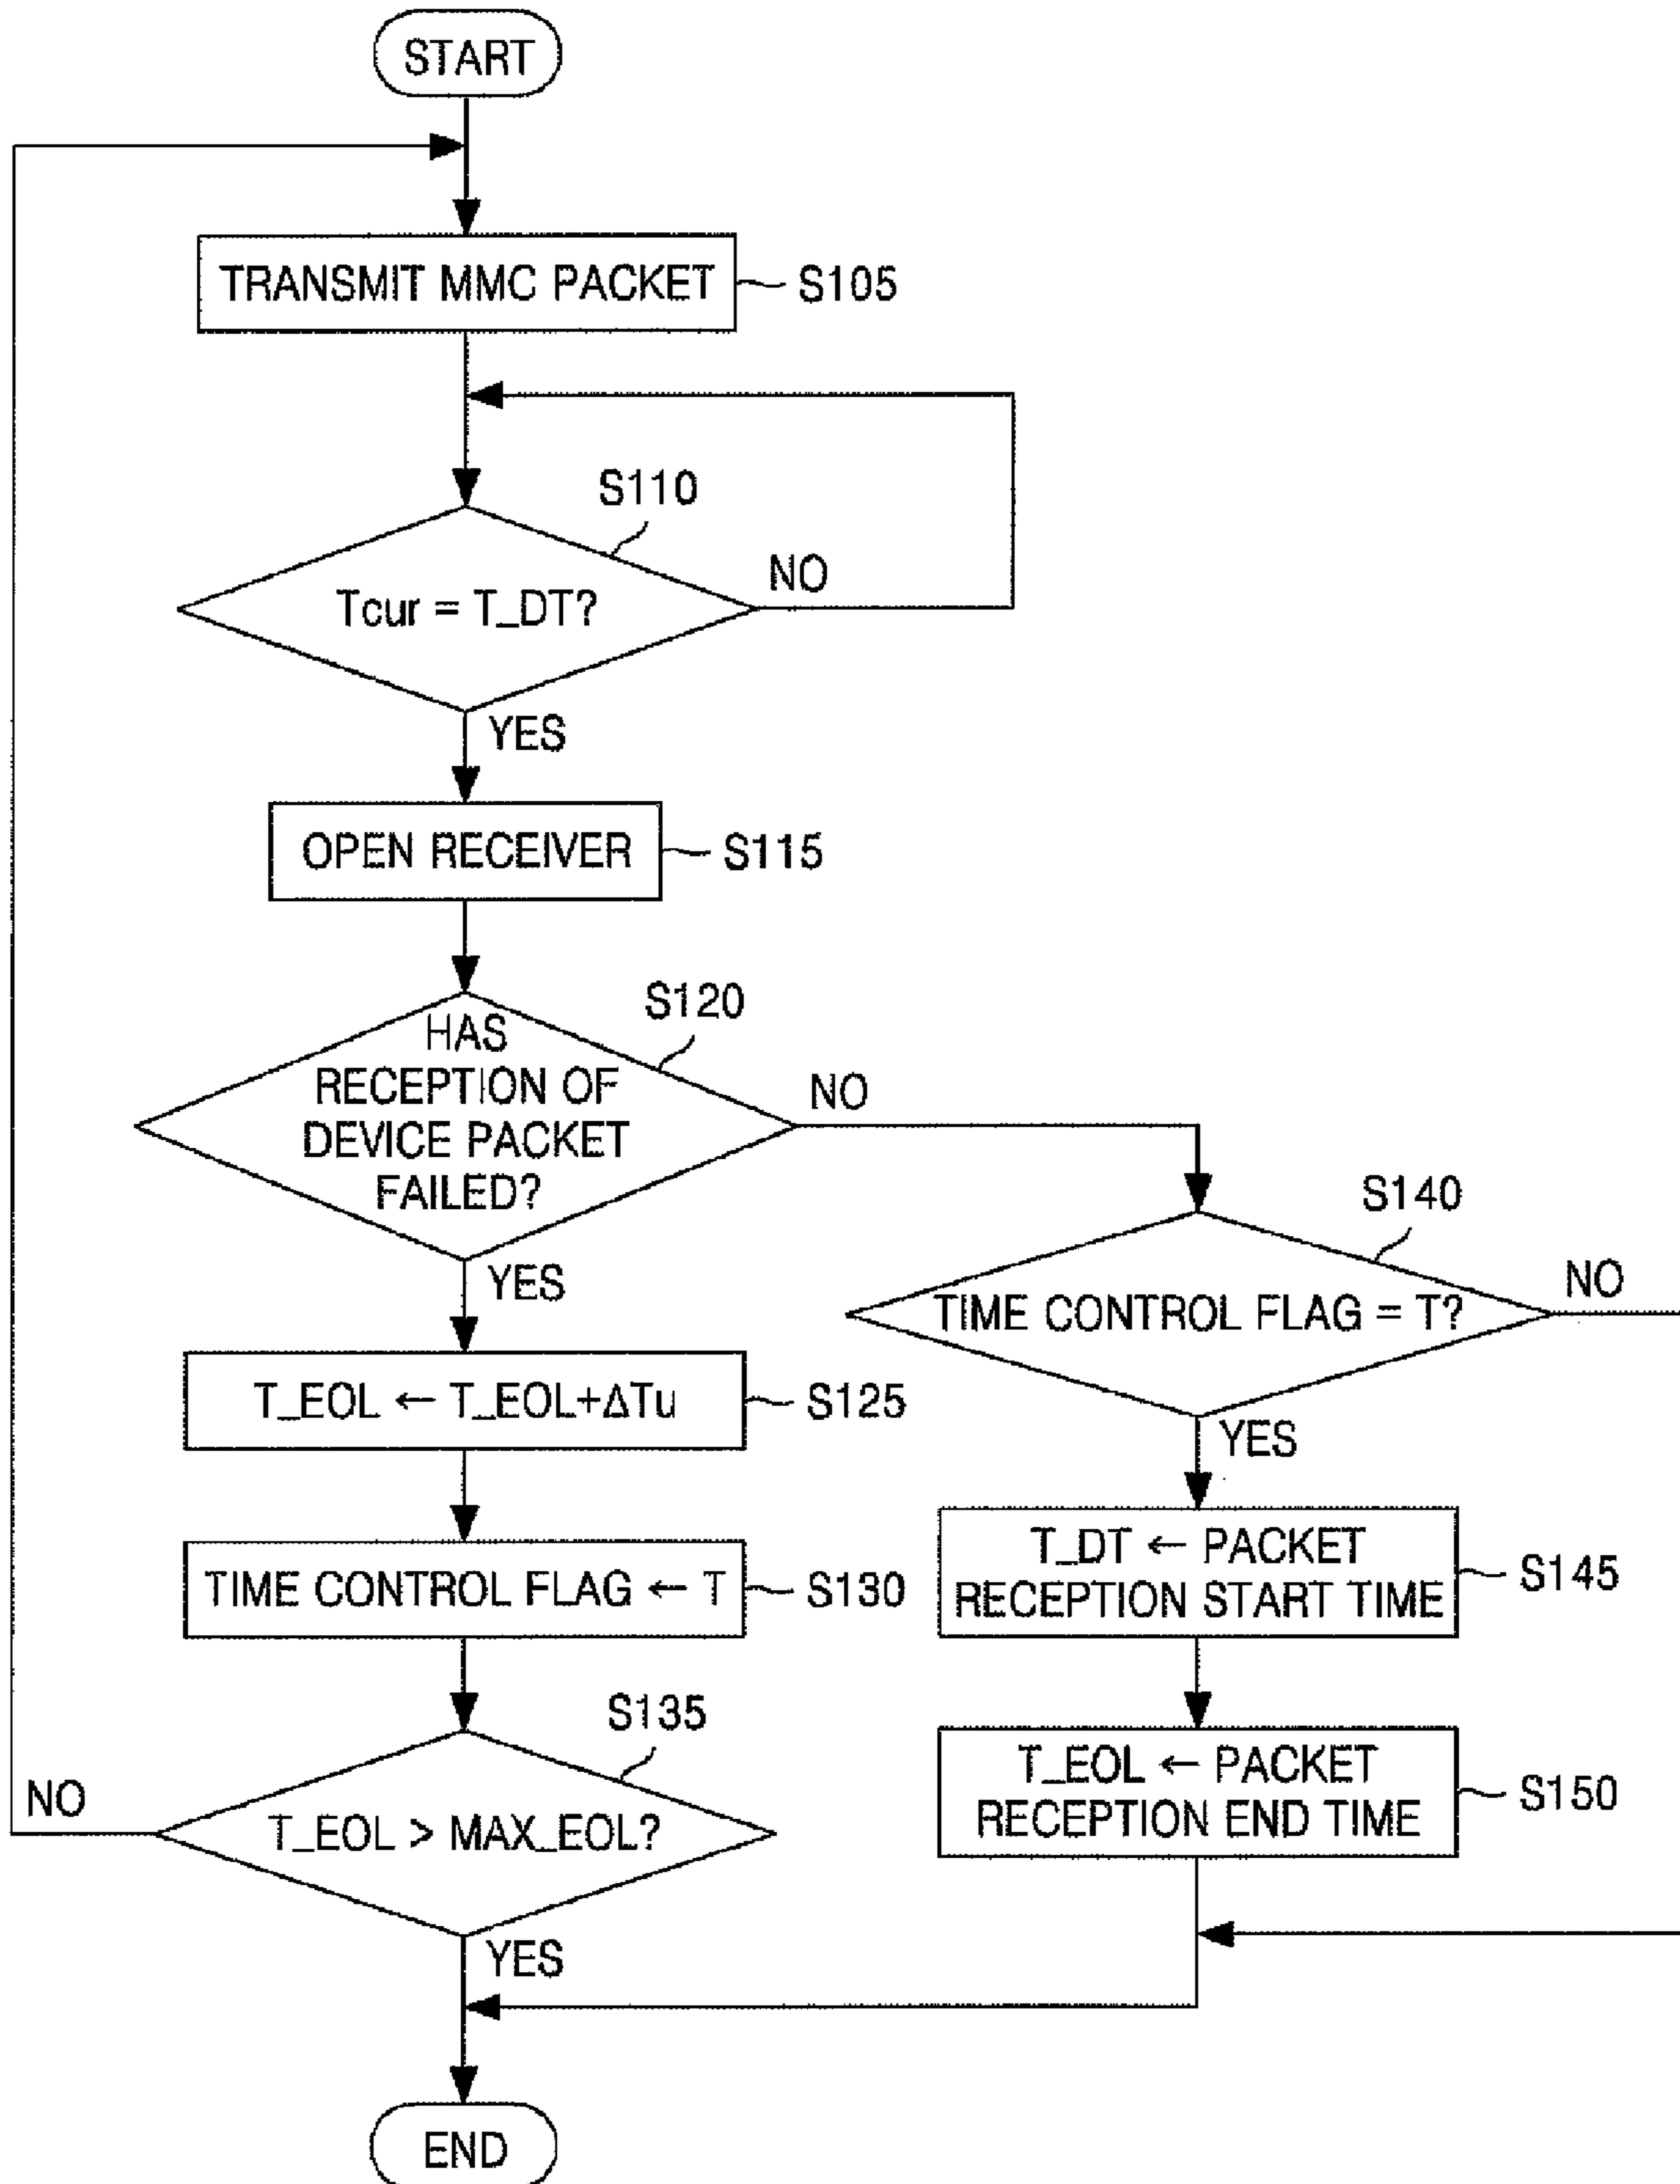 START
TRANSMIT MMC PACKET
S105
S110
Tcur = T_DT?
NO
YES
OPEN RECEIVER
S115
S120
HAS
RECEPTION OF
DEVICE PACKET
FAILED?
NO
YES
S140
TIME CONTROL FLAG = T?
NO
YES
T_EOL ← T_EOL+ΔTu
S125
TIME CONTROL FLAG ← T
S130
T_DT ← PACKET
RECEPTION START TIME
S145
S135
T_EOL > MAX_EOL?
NO
YES
T_EOL ← PACKET
RECEPTION END TIME
S150
END